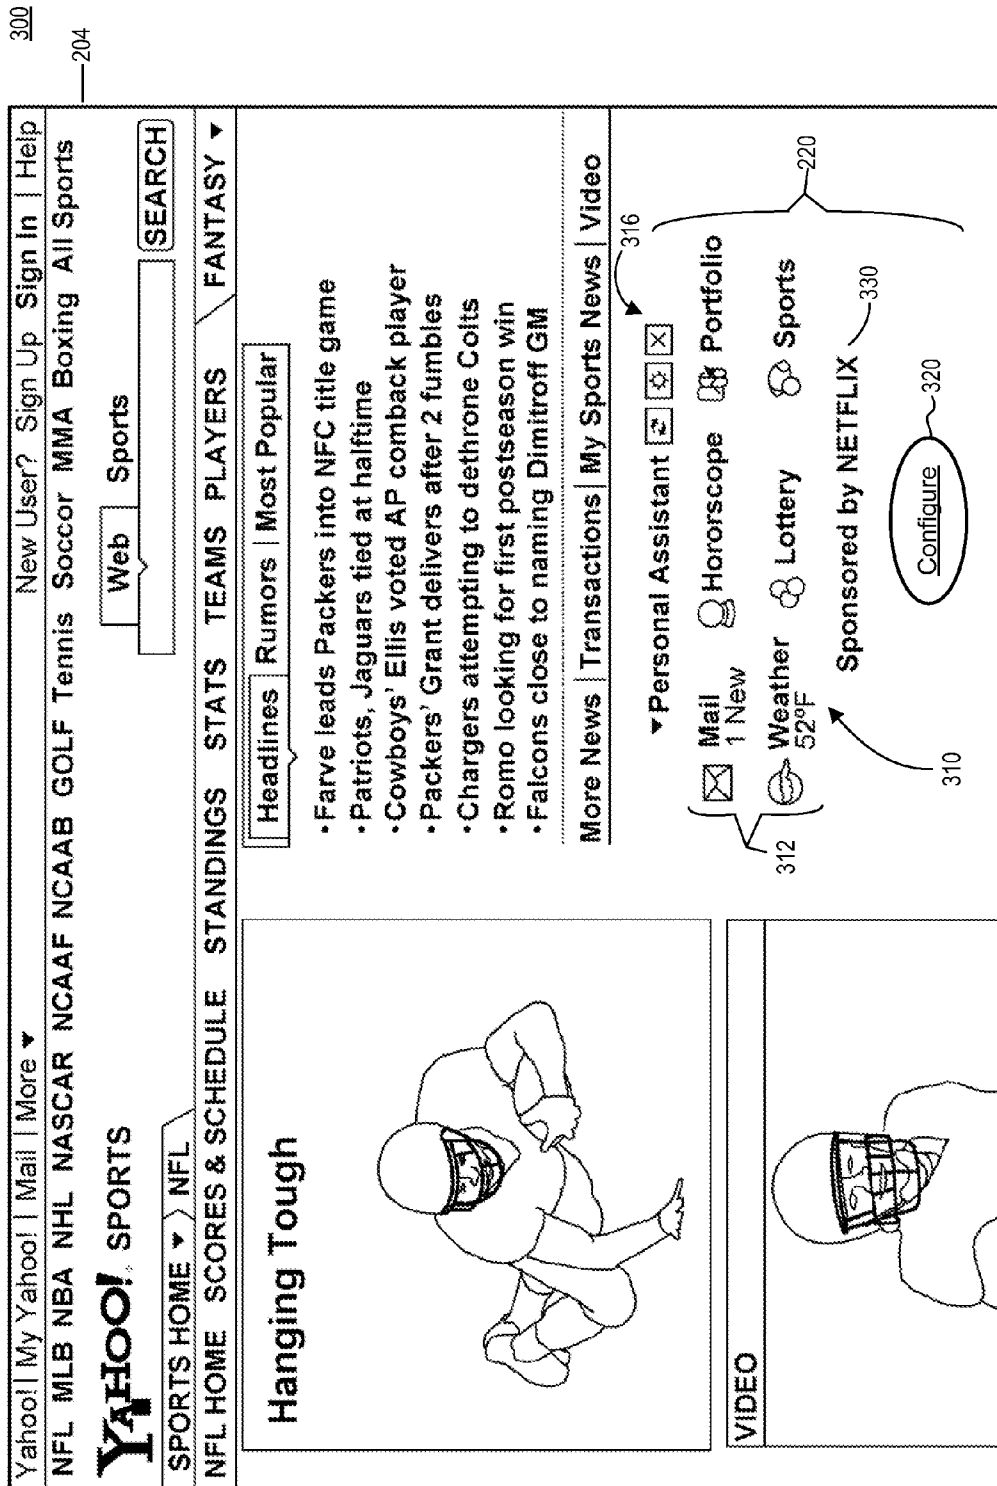 300
204
Yahoo! | My Yahoo! | Mail | More ▼ New User? Sign Up Sign In | Help
NFL MLB NBA NHL NASCAR NCAAF NCAAB GOLF Tennis Soccor MMA Boxing All Sports
YAHOO! SPORTS
Web Sports
SEARCH
SPORTS HOME ▼ NFL
NFL HOME SCORES & SCHEDULE STANDINGS STATS TEAMS PLAYERS FANTASY ▼
Hanging Tough
Headlines Rumors | Most Popular
• Farve leads Packers into NFC title game
• Patriots, Jaguars tied at halftime
• Cowboys' Ellis voted AP comback player
• Packers' Grant delivers after 2 fumbles
• Chargers attempting to dethrone Colts
• Romo looking for first postseason win
• Falcons close to naming Dimitroff GM
More News | Transactions | My Sports News | Video
316
▼ Personal Assistant
Mail Hororscope Portfolio
1 New
Weather Lottery Sports
52°F
220
312
310
Sponsored by NETFLIX
330
Configure
320
VIDEO